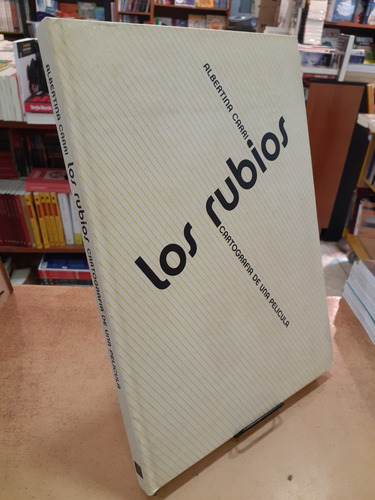 ALBERTINA CARRI
los rubios
CARTOGRAFIA DE UNA PELICULA
ALBERTINA CARRI
los rubios
CARTOGRAFIA DE UNA PELICULA